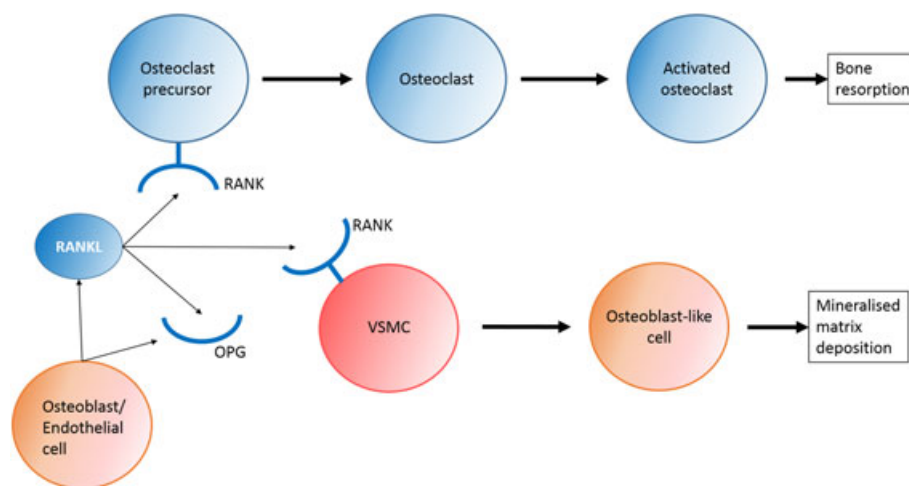 Osteoclast
precursor
Osteoclast
Activated
osteoclast
Bone
resorption
RANK
RANKL
RANK
OPG
VSMC
Osteoblast-like
cell
Mineralised
matrix
deposition
Osteoblast/
Endothelial
cell